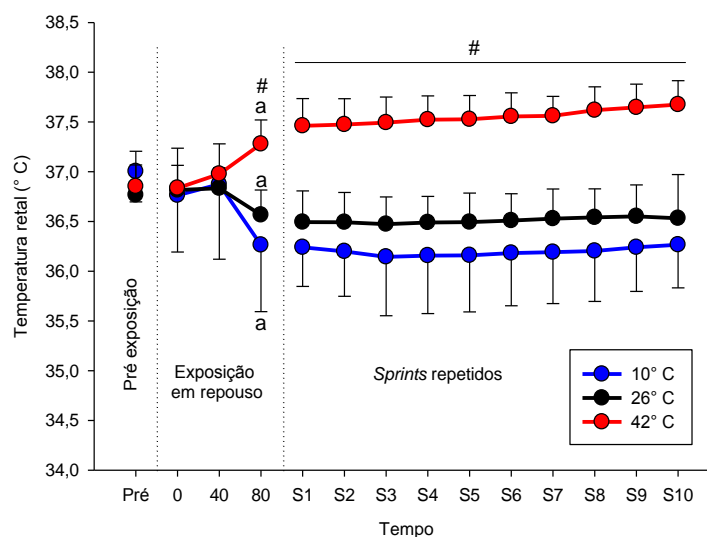 38,5
38,0
37,5
37,0
36,5
36,0
35,5
35,0
34,5
34,0
Temperatura retal (° C)
Pré exposição
Exposição
em repouso
Sprints repetidos
#
a
a
a
#
10° C
26° C
42° C
Pré 0 40 80 S1 S2 S3 S4 S5 S6 S7 S8 S9 S10
Tempo